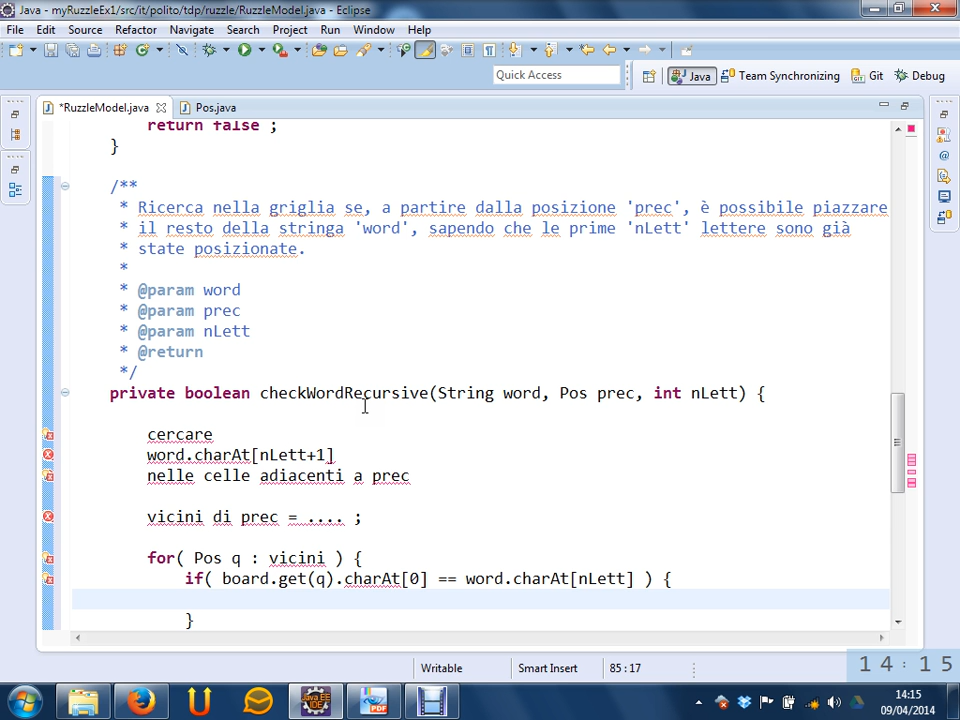 Java - myRuzzleEx1/src/it/polito/tdp/ruzzle/RuzzleModel.java - Eclipse
File Edit Source Refactor Navigate Search Project Run Window Help
Quick Access
Java Team Synchronizing Git Debug
*RuzzleModel.java Pos.java
return false ;
}
/**
* Ricerca nella griglia se, a partire dalla posizione 'prec', è possibile piazzare
* il resto della stringa 'word', sapendo che le prime 'nLett' lettere sono già
* state posizionate.
*
* @param word
* @param prec
* @param nLett
* @return
*/
private boolean checkWordRecursive(String word, Pos prec, int nLett) {
cercare
word.charAt[nLett+1]
nelle celle adiacenti a prec
vicini di prec = .... ;
for( Pos q : vicini ) {
if( board.get(q).charAt[0] == word.charAt[nLett] ) {
}
Writable Smart Insert 85 : 17
14:15
14:15
09/04/2014